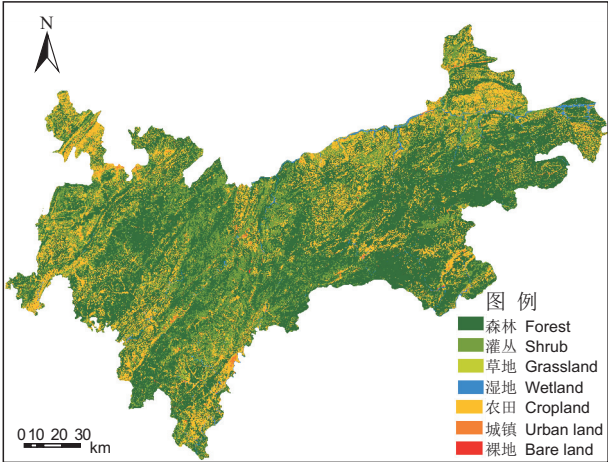 N
图 例
森林 Forest
灌丛 Shrub
草地 Grassland
湿地 Wetland
农田 Cropland
城镇 Urban land
裸地 Bare land
0 10 20 30
km